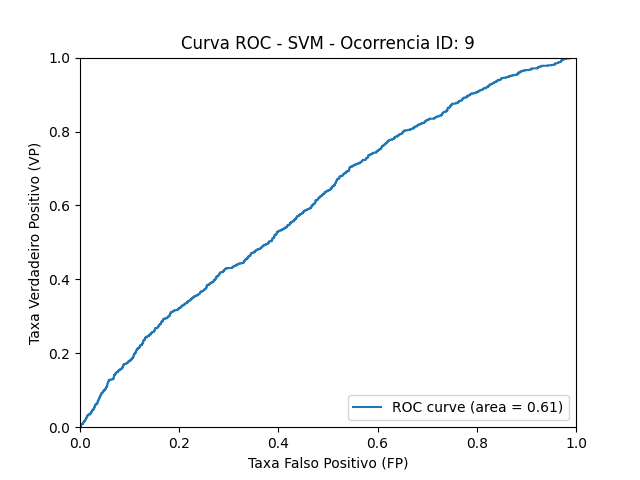 Curva ROC - SVM - Ocorrencia ID: 9
Taxa Verdadeiro Positivo (VP)
1.0
0.8
0.6
0.4
0.2
0.0
ROC curve (area = 0.61)
0.0 0.2 0.4 0.6 0.8 1.0
Taxa Falso Positivo (FP)